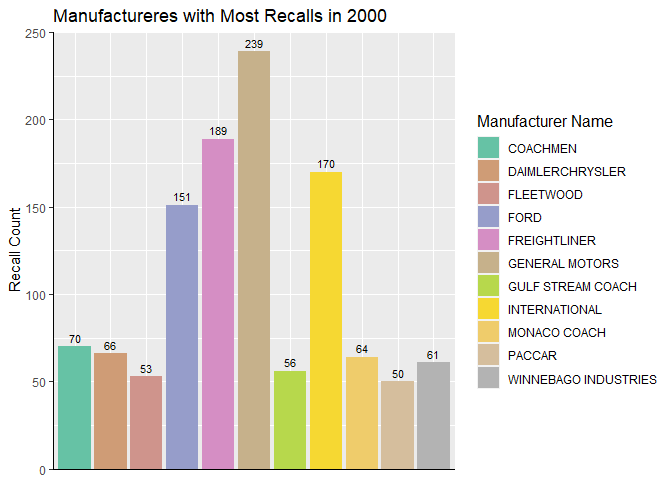 Manufactureres with Most Recalls in 2000
Recall Count
250
200
150
100
50
0
70
66
53
151
189
239
56
170
64
50
61
Manufacturer Name
COACHMEN
DAIMLERCHRYSLER
FLEETWOOD
FORD
FREIGHTLINER
GENERAL MOTORS
GULF STREAM COACH
INTERNATIONAL
MONACO COACH
PACCAR
WINNEBAGO INDUSTRIES